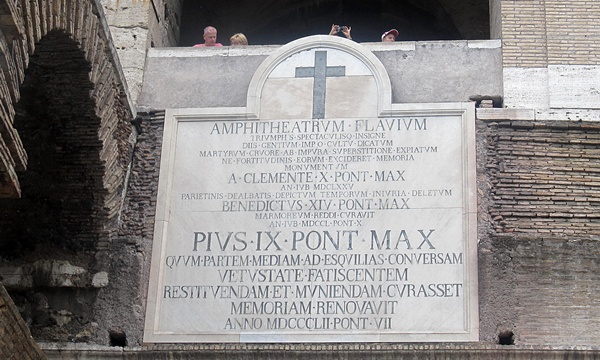 AMPHITHEATRVM · FLAVIVM
TRIVMPHIS · SPECTACVLISQ · INSIGNE
DIIS · GENTIVM · IMPIO · CVLTV · DICATVM
MARTYRVM · CRVORE · AB · IMPVRA · SVPERSTITIONE · EXPIATVM
NE · FORTITVDINIS · EORVM · EXCIDERET · MEMORIA
MONVMENTVM
A · CLEMENTE · X · PONT · MAX
AN · IVB · MDCLXXV
PARIETINIS · DEALBATIS · DEPICTVM · TEMPORVM · INIVRIA · DELETVM
BENEDICTVS · XIV · PONT · MAX
MARMOREVM · REDDI · CVRAVIT
AN · IVB · MDCCL · PONT · X
PIVS · IX · PONT · MAX
QVVM · PARTEM · MEDIAM · AD · ESQVILIAS · CONVERSAM
VETVSTATE · FATISCENTEM
RESTITVENDAM · ET · MVNIENDAM · CVRASSET
MEMORIAM · RENOVAVIT
ANNO · MDCCCLII · PONT · VII